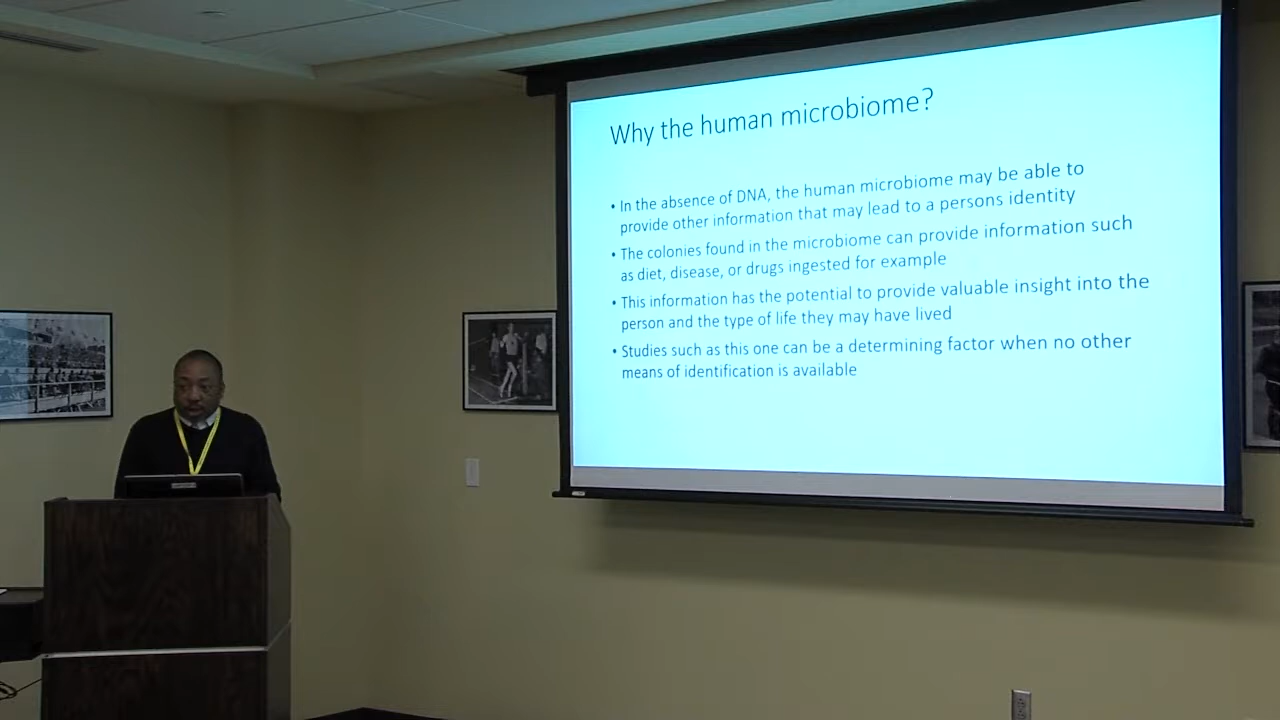 Why the human microbiome?
• In the absence of DNA, the human microbiome may be able to
provide other information that may lead to a persons identity
• The colonies found in the microbiome can provide information such
as diet, disease, or drugs ingested for example
• This information has the potential to provide valuable insight into the
person and the type of life they may have lived
• Studies such as this one can be a determining factor when no other
means of identification is available